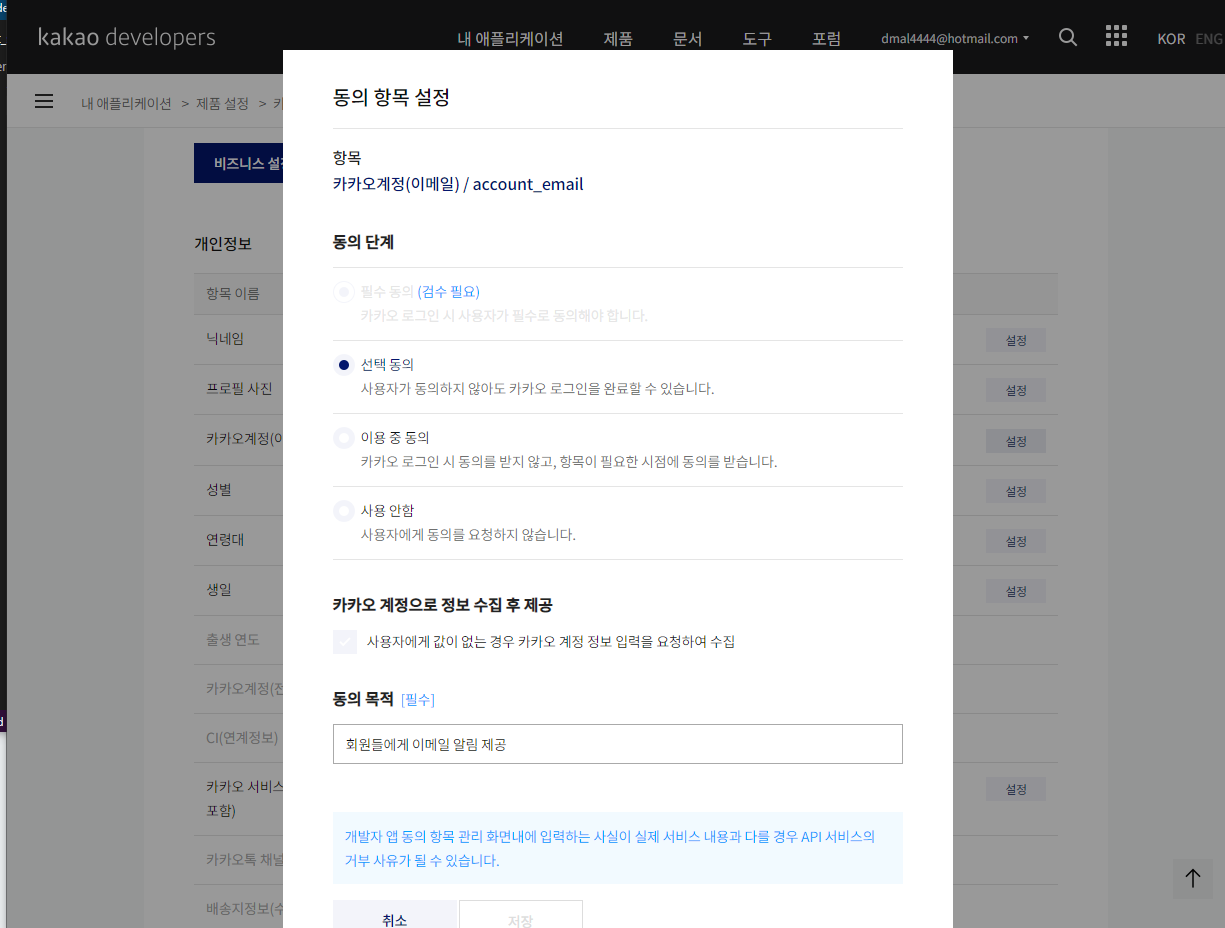 kakao developers
내 애플리케이션 제품 문서 도구 포럼 dmal4444@hotmail.com KOR ENG
내 애플리케이션 > 제품 설정 > 카
동의 항목 설정
비즈니스 설정
항목
카카오계정(이메일) / account_email
개인정보
동의 단계
항목 이름
필수 동의 (검수 필요)
카카오 로그인 시 사용자가 필수로 동의해야 합니다.
닉네임
설정
선택 동의
사용자가 동의하지 않아도 카카오 로그인을 완료할 수 있습니다.
프로필 사진
설정
이용 중 동의
카카오 로그인 시 동의를 받지 않고, 항목이 필요한 시점에 동의를 받습니다.
카카오계정(이
설정
성별
설정
사용 안함
사용자에게 동의를 요청하지 않습니다.
연령대
설정
생일
설정
카카오 계정으로 정보 수집 후 제공
사용자에게 값이 없는 경우 카카오 계정 정보 입력을 요청하여 수집
출생 연도
카카오계정(전
동의 목적 [필수]
회원들에게 이메일 알림 제공
CI(연계정보)
카카오 서비스
포함)
설정
개발자 앱 동의 항목 관리 화면내에 입력하는 사실이 실제 서비스 내용과 다를 경우 API 서비스의
거부 사유가 될 수 있습니다.
카카오톡 채널
배송지정보(수
취소
저장